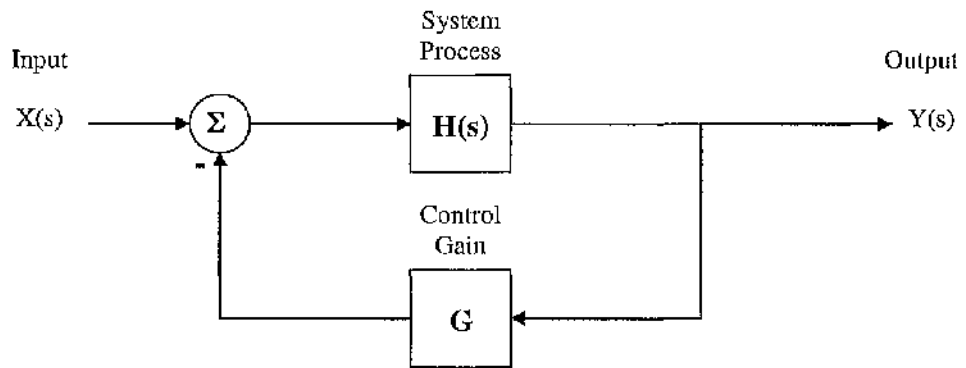 System
Process
Input
Output
X(s)
Σ
H(s)
Y(s)
-
Control
Gain
G